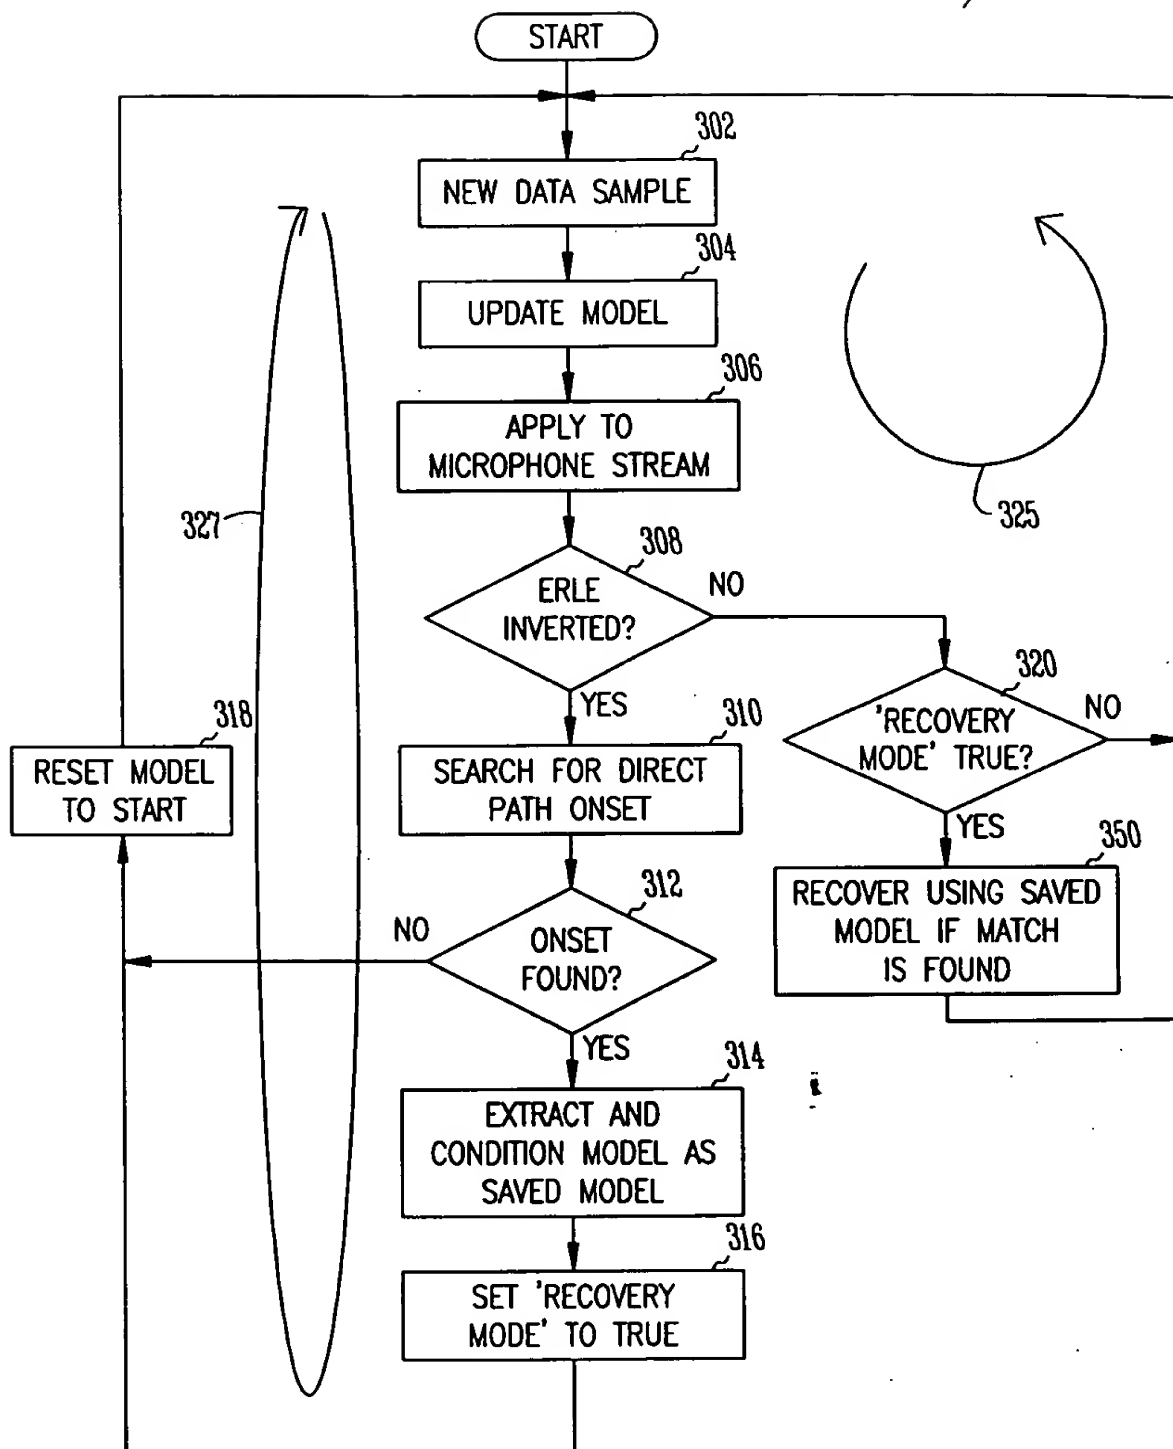 START
302
NEW DATA SAMPLE
304
UPDATE MODEL
306
APPLY TO
MICROPHONE STREAM
325
327
308
ERLE
INVERTED?
NO
YES
320
'RECOVERY
MODE' TRUE?
NO
YES
318
RESET MODEL
TO START
310
SEARCH FOR DIRECT
PATH ONSET
350
RECOVER USING SAVED
MODEL IF MATCH
IS FOUND
312
ONSET
FOUND?
NO
YES
314
EXTRACT AND
CONDITION MODEL AS
SAVED MODEL
316
SET 'RECOVERY
MODE' TO TRUE